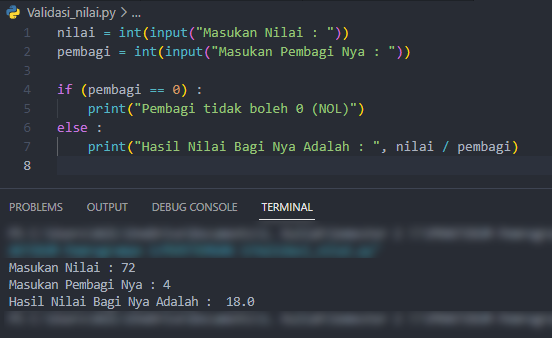 Validasi_nilai.py > ...
1 nilai = int(input("Masukan Nilai : "))
2 pembagi = int(input("Masukan Pembagi Nya : "))
3
4 if (pembagi == 0) :
5 print("Pembagi tidak boleh 0 (NOL)")
6 else :
7 print("Hasil Nilai Bagi Nya Adalah : ", nilai / pembagi)
8
PROBLEMS OUTPUT DEBUG CONSOLE TERMINAL
Masukan Nilai : 72
Masukan Pembagi Nya : 4
Hasil Nilai Bagi Nya Adalah :  18.0